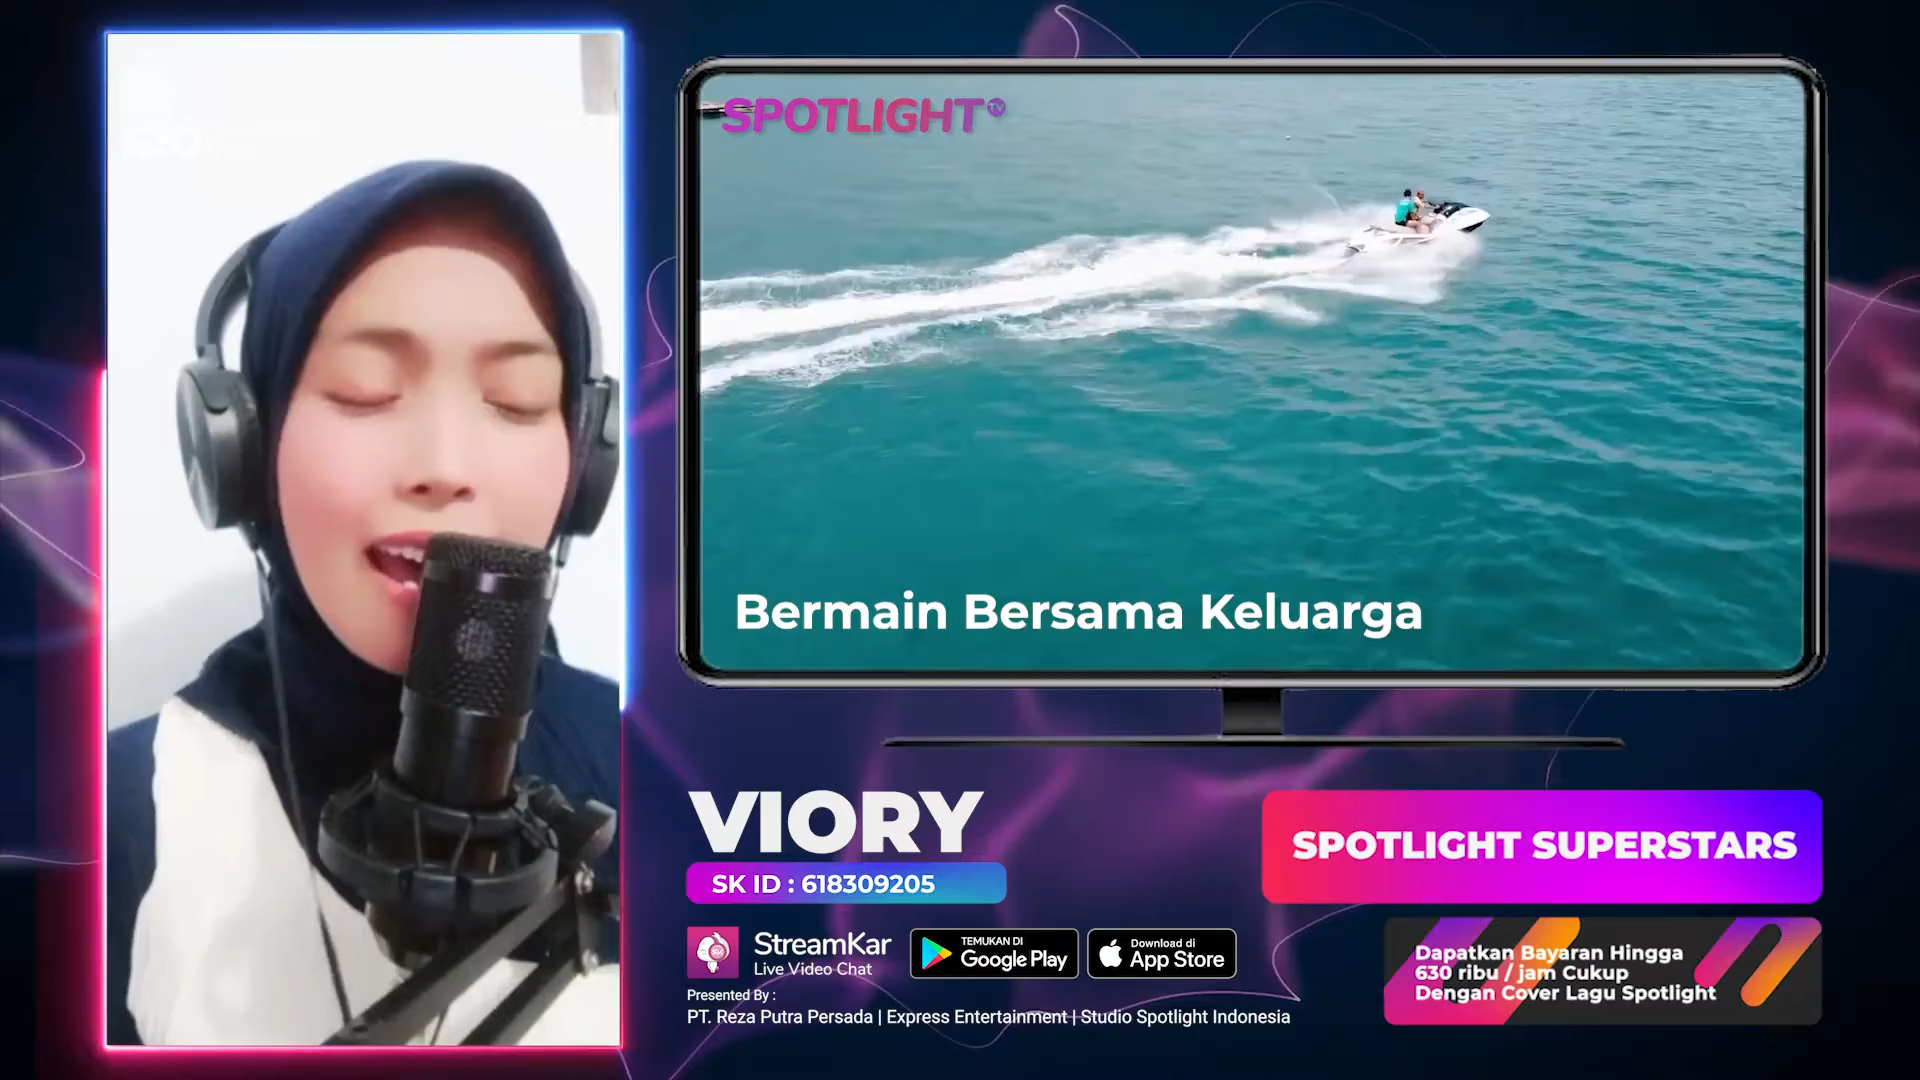 SPOTLIGHT TV
Bermain Bersama Keluarga
VIORY
SK ID : 618309205
SPOTLIGHT SUPERSTARS
StreamKar
Live Video Chat
TEMUKAN DI
Google Play
Download di
App Store
Dapatkan Bayaran Hingga
630 ribu / jam Cukup
Dengan Cover Lagu Spotlight
Presented By :
PT. Reza Putra Persada | Express Entertainment | Studio Spotlight Indonesia